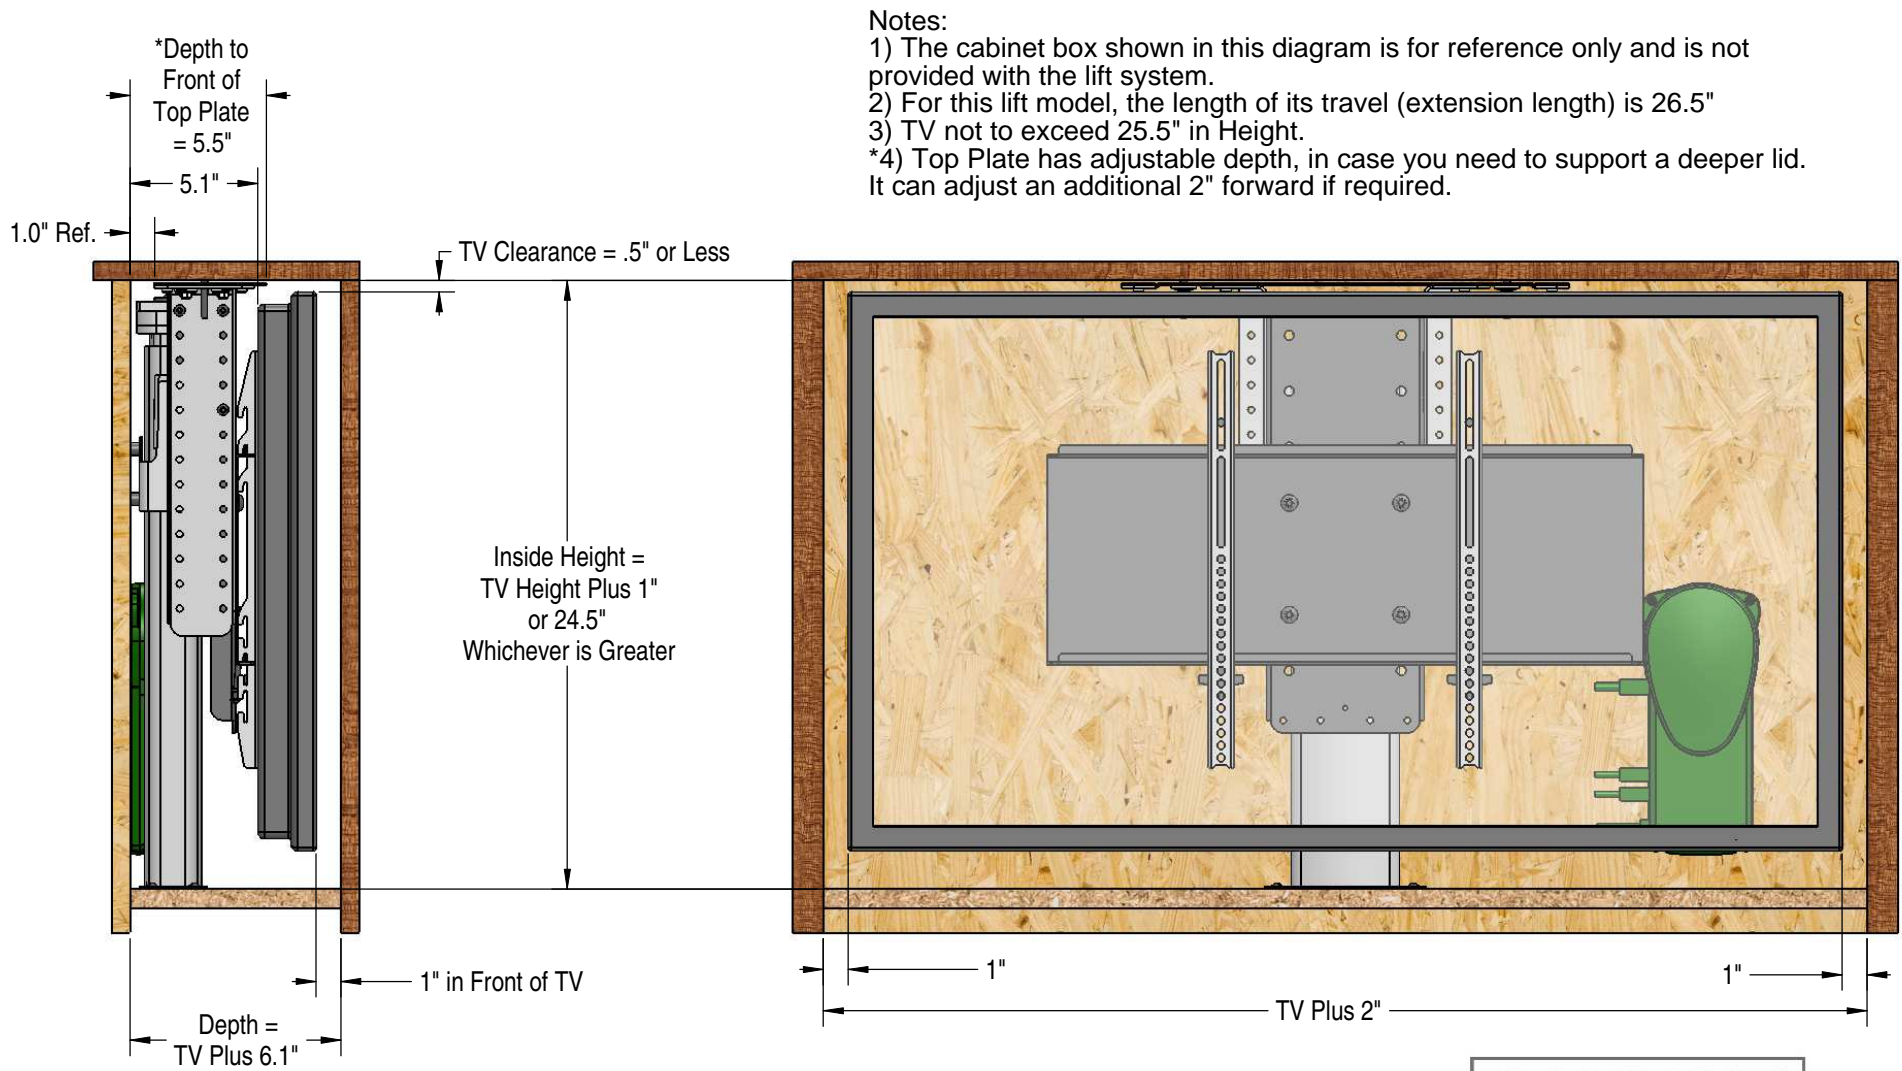 Notes:
1) The cabinet box shown in this diagram is for reference only and is not
provided with the lift system.
2) For this lift model, the length of its travel (extension length) is 26.5"
3) TV not to exceed 25.5" in Height.
*4) Top Plate has adjustable depth, in case you need to support a deeper lid.
It can adjust an additional 2" forward if required.
*Depth to
Front of
Top Plate
= 5.5"
5.1"
1.0" Ref.
TV Clearance = .5" or Less
Inside Height =
TV Height Plus 1"
or 24.5"
Whichever is Greater
1" in Front of TV
Depth =
TV Plus 6.1"
1"
1"
TV Plus 2"